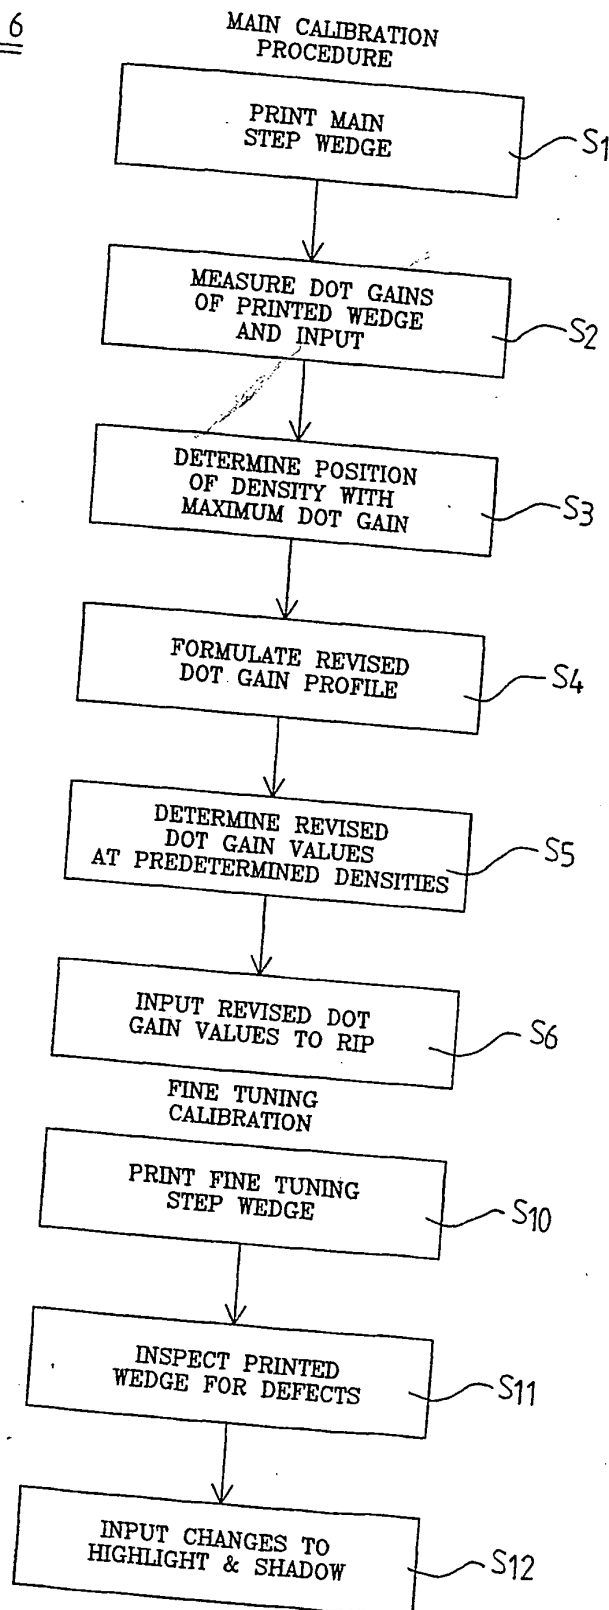 6
MAIN CALIBRATION
PROCEDURE
PRINT MAIN
STEP WEDGE
S1
MEASURE DOT GAINS
OF PRINTED WEDGE
AND INPUT
S2
DETERMINE POSITION
OF DENSITY WITH
MAXIMUM DOT GAIN
S3
FORMULATE REVISED
DOT GAIN PROFILE
S4
DETERMINE REVISED
DOT GAIN VALUES
AT PREDETERMINED DENSITIES
S5
INPUT REVISED DOT
GAIN VALUES TO RIP
S6
FINE TUNING
CALIBRATION
PRINT FINE TUNING
STEP WEDGE
S10
INSPECT PRINTED
WEDGE FOR DEFECTS
S11
INPUT CHANGES TO
HIGHLIGHT & SHADOW
S12